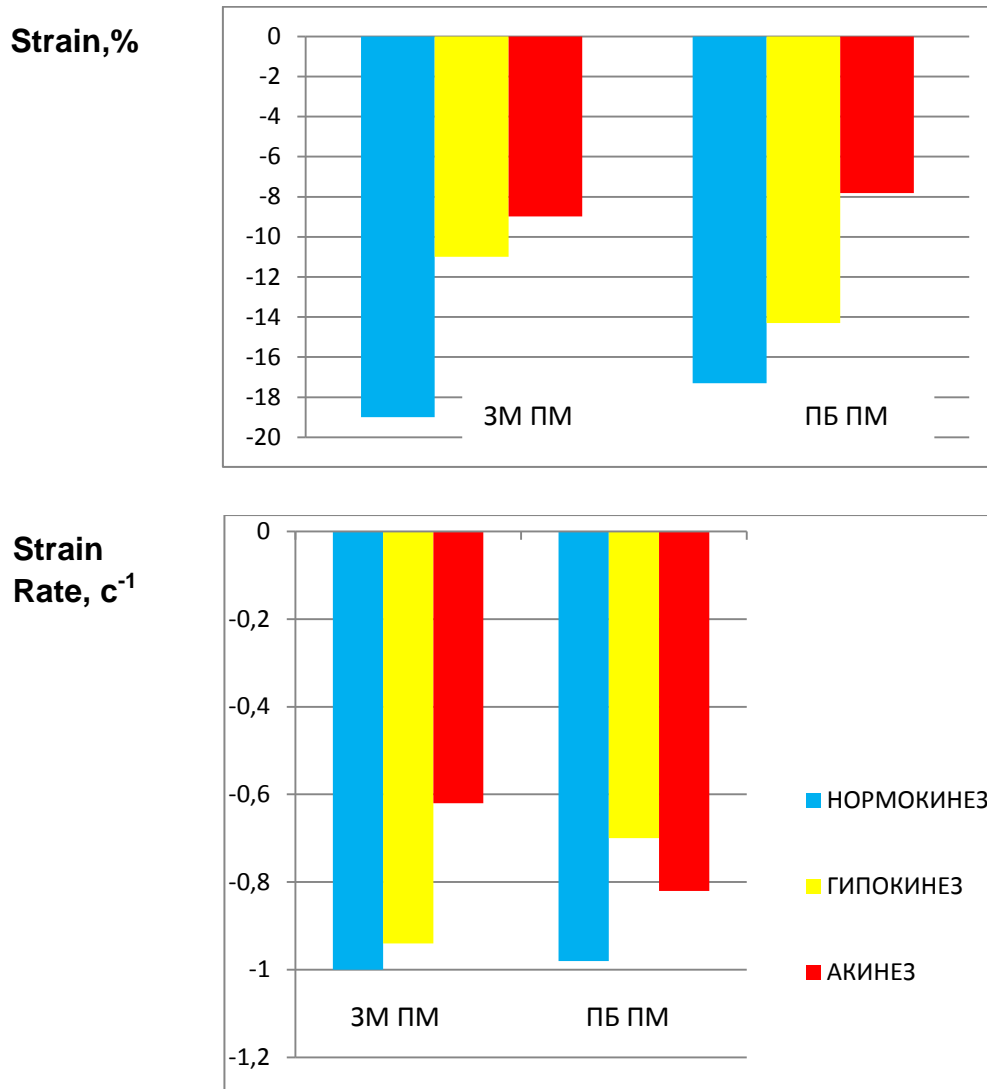 Strain,%
0
-2
-4
-6
-8
-10
-12
-14
-16
-18
-20
ЗМ ПМ
ПБ ПМ
Strain
Rate, c⁻¹
0
-0,2
-0,4
-0,6
-0,8
-1
-1,2
ЗМ ПМ
ПБ ПМ
НОРМОКИНЕЗ
ГИПОКИНЕЗ
АКИНЕЗ